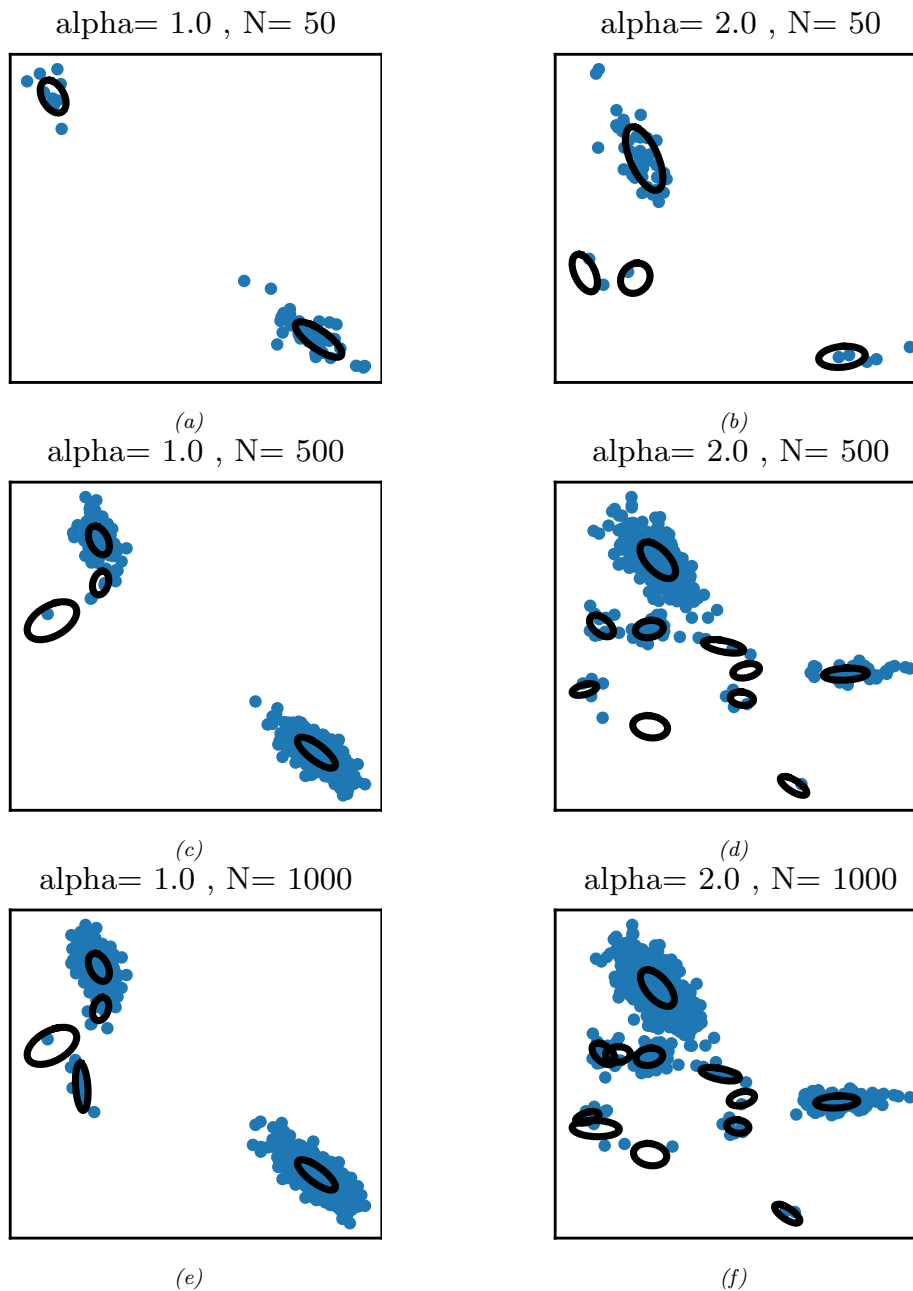 alpha= 1.0 , N= 50
alpha= 2.0 , N= 50
(a)
(b)
alpha= 1.0 , N= 500
alpha= 2.0 , N= 500
(c)
(d)
alpha= 1.0 , N= 1000
alpha= 2.0 , N= 1000
(e)
(f)